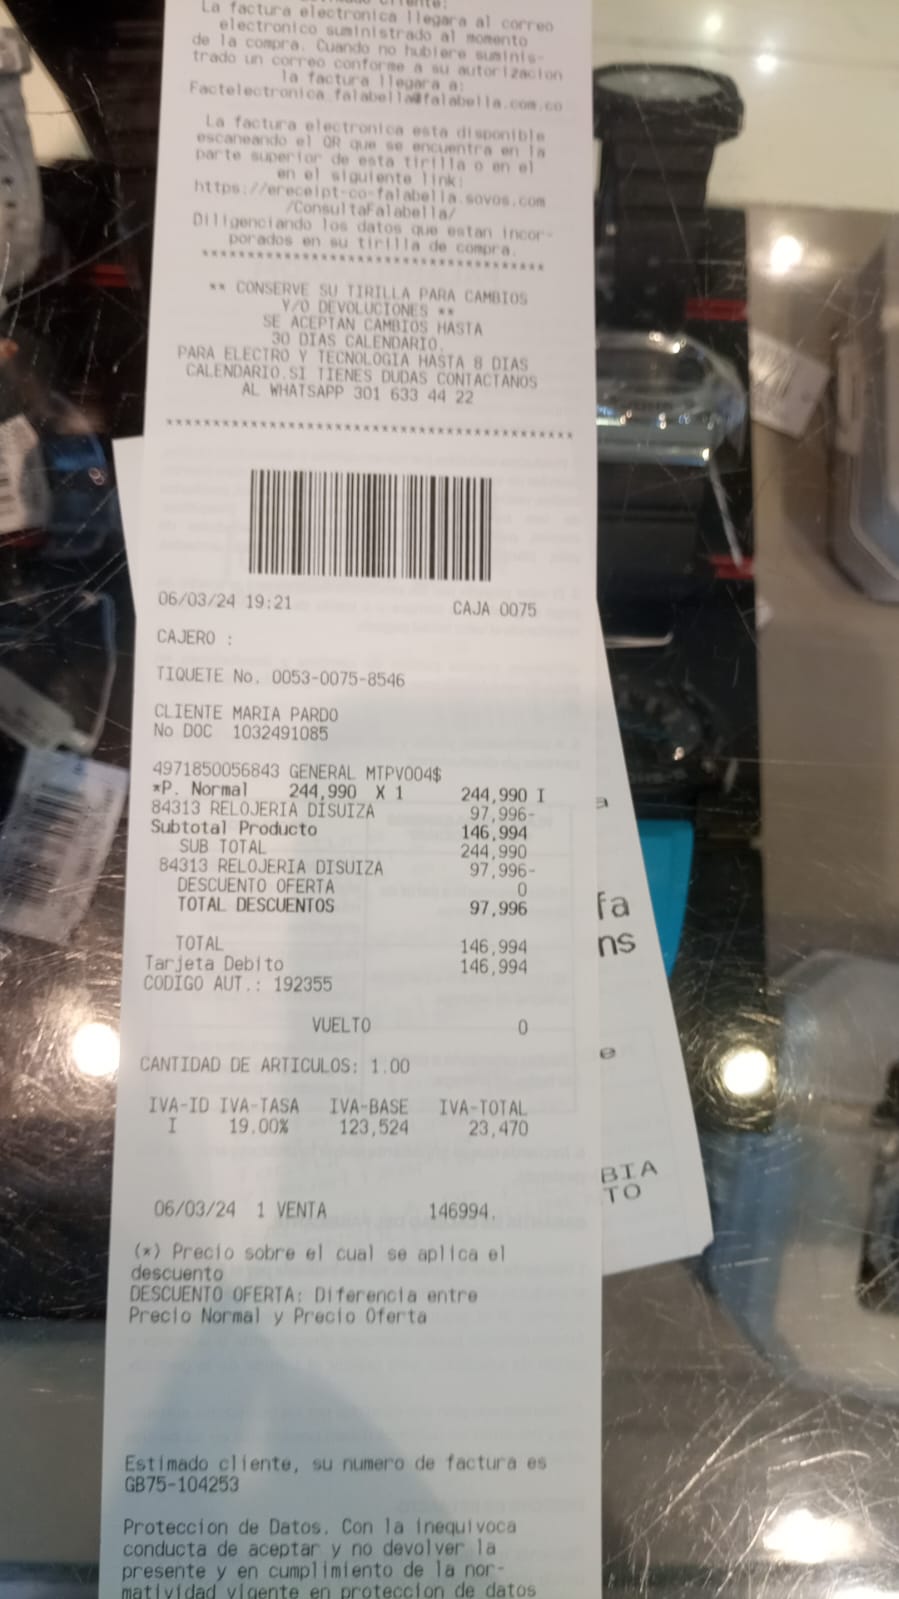 La factura electronica llegara al correo
electronico suministrado al momento
de la compra. Cuando no hubiere suminis-
trado un correo conforme a su autorizacion
la factura llegara a:
Factelectronica_falabella@falabella.com.co
La factura electronica esta disponible
escaneando el QR que se encuentra en la
parte superior de esta tirilla o en el
en el siguiente link:
https://ereceipt-co-falabella.sovos.com
/ConsultaFalabella/
Diligenciando los datos que estan incor-
porados en su tirilla de compra.
** CONSERVE SU TIRILLA PARA CAMBIOS
Y/O DEVOLUCIONES **
SE ACEPTAN CAMBIOS HASTA
30 DIAS CALENDARIO.
PARA ELECTRO Y TECNOLOGIA HASTA 8 DIAS
CALENDARIO.SI TIENES DUDAS CONTACTANOS
AL WHATSAPP 301 633 44 22
06/03/24 19:21 CAJA 0075
CAJERO :
TIQUETE No. 0053-0075-8546
CLIENTE MARIA PARDO
No DOC 1032491085
4971850056843 GENERAL MTPV004$
*P. Normal 244,990 X 1 244,990 I
84313 RELOJERIA DISUIZA 97,996-
Subtotal Producto 146,994
SUB TOTAL 244,990
84313 RELOJERIA DISUIZA 97,996-
DESCUENTO OFERTA 0
TOTAL DESCUENTOS 97,996
TOTAL 146,994
Tarjeta Debito 146,994
CODIGO AUT.: 192355
VUELTO 0
CANTIDAD DE ARTICULOS: 1.00
IVA-ID IVA-TASA IVA-BASE IVA-TOTAL
I 19.00% 123,524 23,470
06/03/24 1 VENTA 146994.
(*) Precio sobre el cual se aplica el
descuento
DESCUENTO OFERTA: Diferencia entre
Precio Normal y Precio Oferta
Estimado cliente, su numero de factura es
GB75-104253
Proteccion de Datos. Con la inequivoca
conducta de aceptar y no devolver la
presente y en cumplimiento de la nor-
matividad vigente en proteccion de datos
a
fa
ns
e
BIA
TO